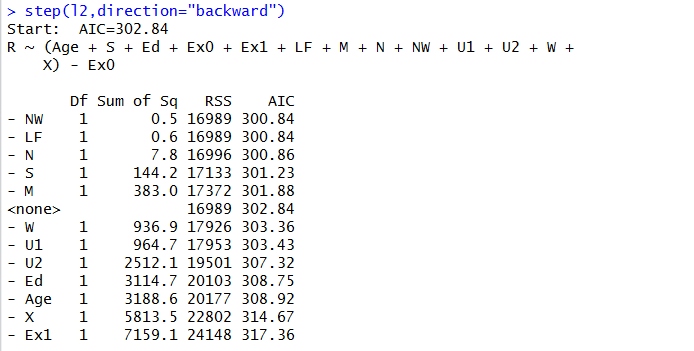 > step(l2,direction="backward")
Start:  AIC=302.84
R ~ (Age + S + Ed + Ex0 + Ex1 + LF + M + N + NW + U1 + U2 + W +
    X) - Ex0

       Df Sum of Sq   RSS    AIC
- NW    1       0.5 16989 300.84
- LF    1       0.6 16989 300.84
- N     1       7.8 16996 300.86
- S     1     144.2 17133 301.23
- M     1     383.0 17372 301.88
<none>              16989 302.84
- W     1     936.9 17926 303.36
- U1    1     964.7 17953 303.43
- U2    1    2512.1 19501 307.32
- Ed    1    3114.7 20103 308.75
- Age   1    3188.6 20177 308.92
- X     1    5813.5 22802 314.67
- Ex1   1    7159.1 24148 317.36